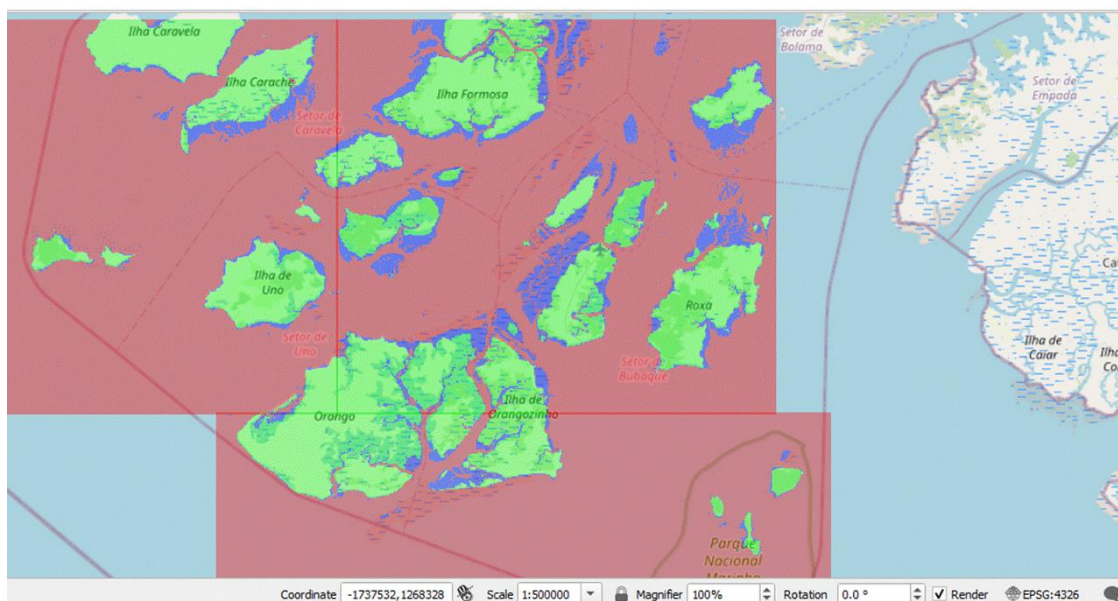 Ilha Caravela
Setor de
Bolama
Ilha Carache
Ilha Formosa
Setor de
Empada
Setor de
Caravela
Ilha de
Uno
Roxa
Setor de
Uno
Setor de
Bubaque
Ilha de
Caiar
Orango
Ilha de
Orangozinho
Parque
Nacional
Marinho
Coordinate -1737532,1268328 Scale 1:500000 Magnifier 100% Rotation 0.0 ° Render EPSG:4326